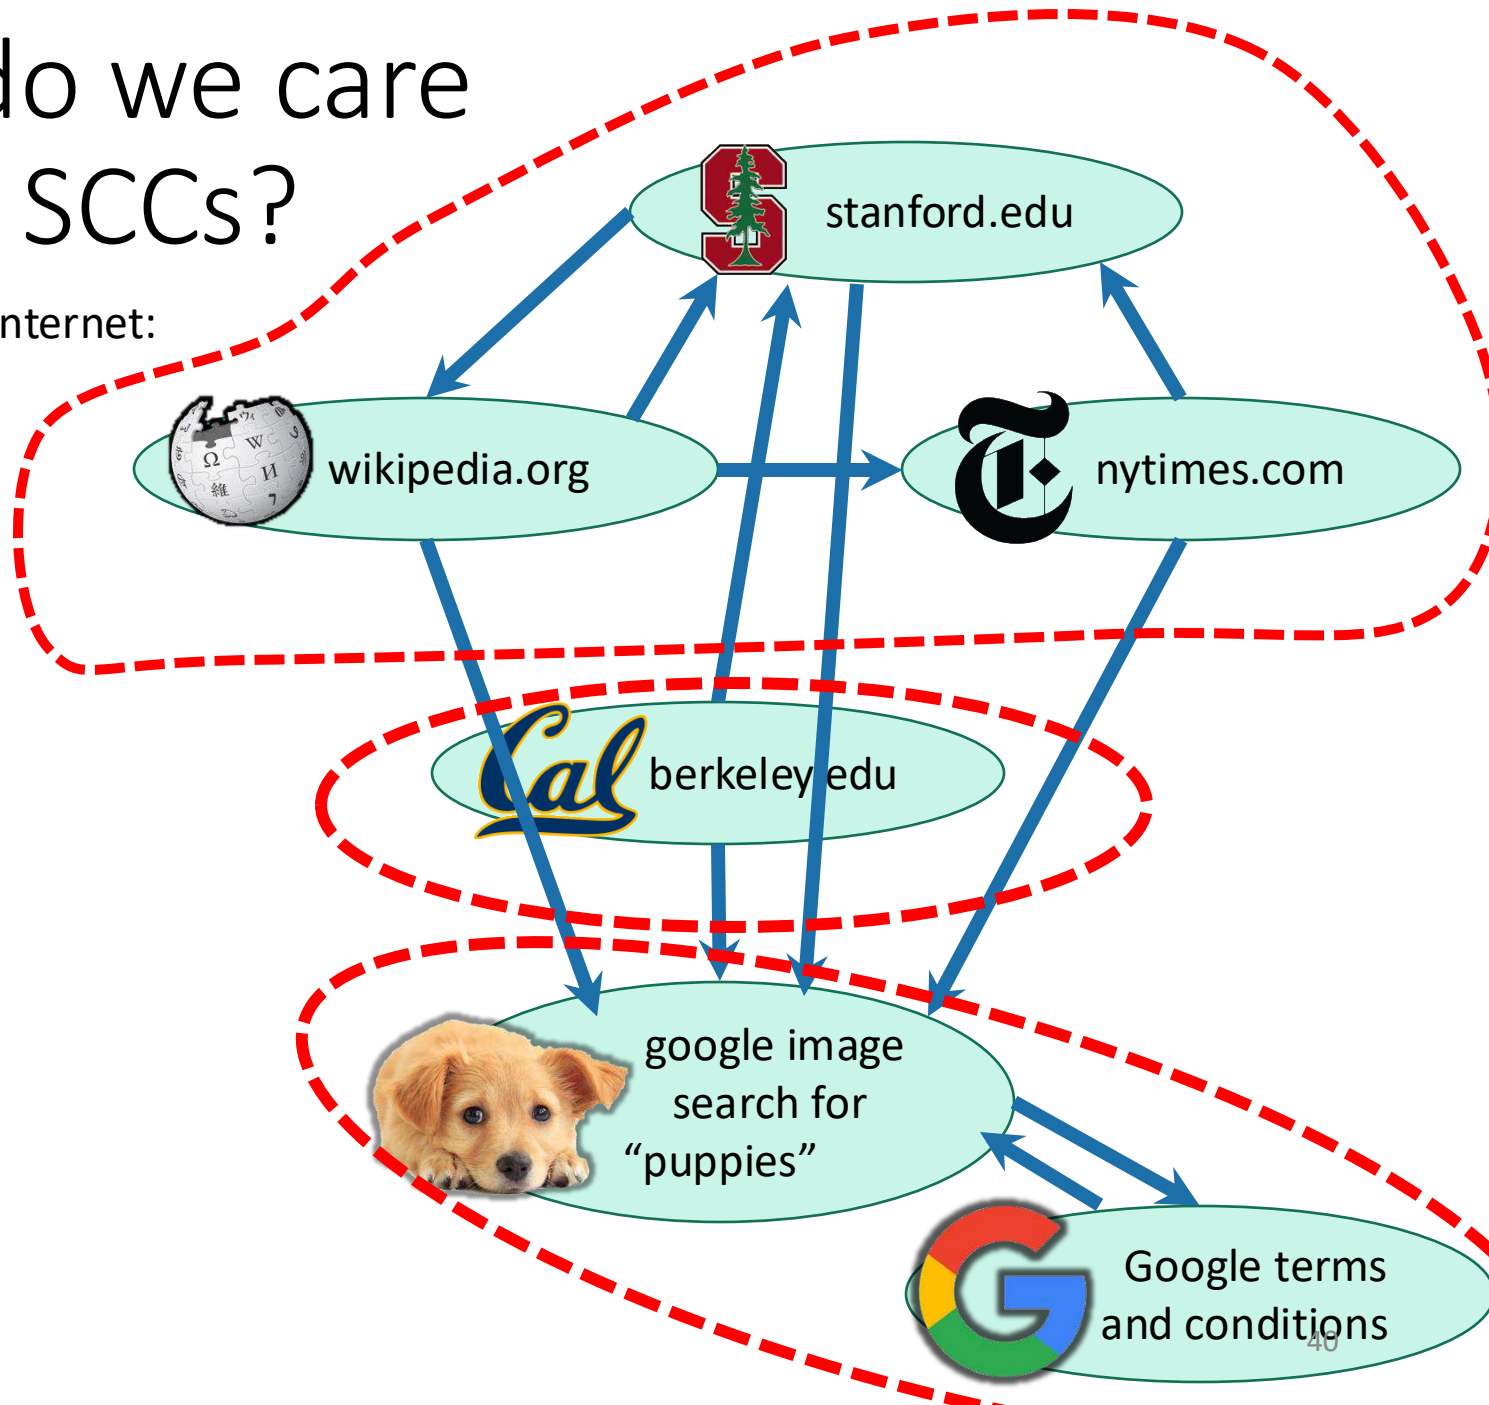 do we care
SCCs?
nternet:
stanford.edu
wikipedia.org
nytimes.com
Cal
berkeley.edu
google image
search for
“puppies”
Google terms
and conditions
40